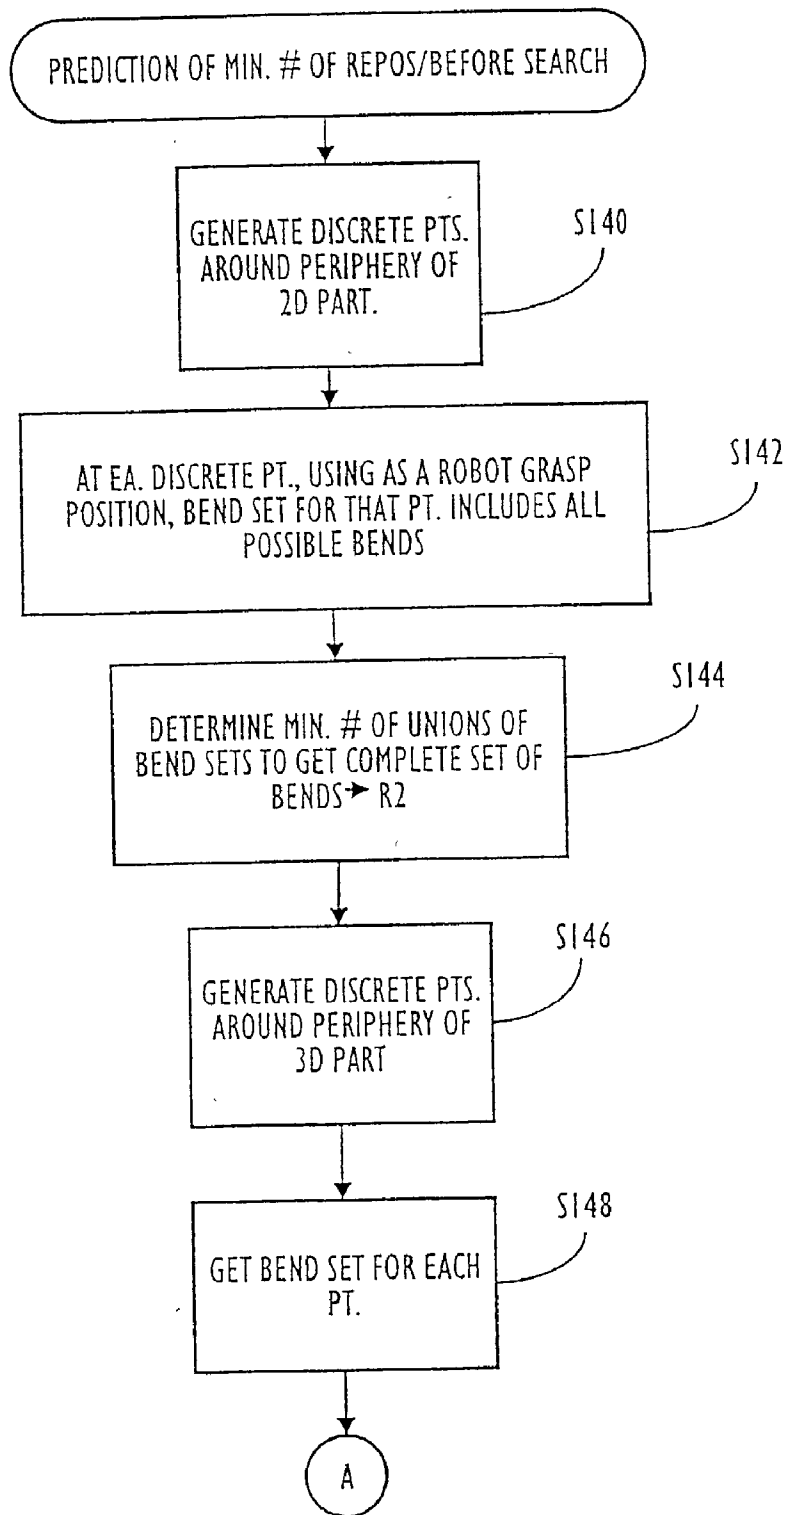 PREDICTION OF MIN. # OF REPOS/BEFORE SEARCH
GENERATE DISCRETE PTS.
AROUND PERIPHERY OF
2D PART.
S140
AT EA. DISCRETE PT., USING AS A ROBOT GRASP
POSITION, BEND SET FOR THAT PT. INCLUDES ALL
POSSIBLE BENDS
S142
DETERMINE MIN. # OF UNIONS OF
BEND SETS TO GET COMPLETE SET OF
BENDS → R2
S144
GENERATE DISCRETE PTS.
AROUND PERIPHERY OF
3D PART
S146
GET BEND SET FOR EACH
PT.
S148
A